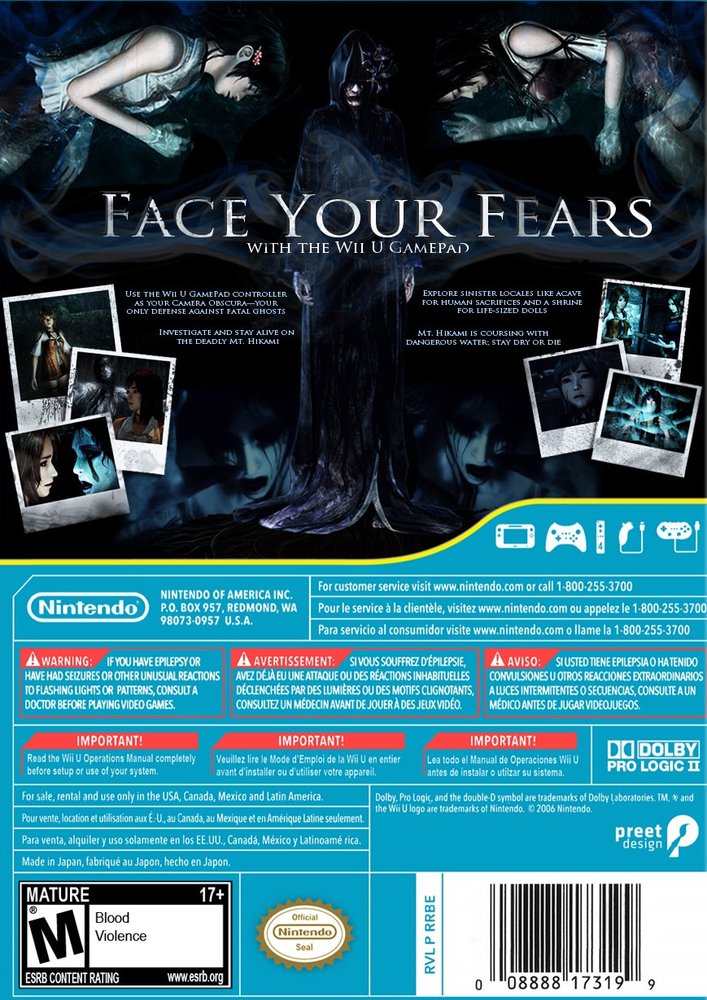 FACE YOUR FEARS
WITH THE WII U GAMEPAD
USE THE WII U GAMEPAD CONTROLLER
AS YOUR CAMERA OBSCURA—YOUR
ONLY DEFENSE AGAINST FATAL GHOSTS
INVESTIGATE AND STAY ALIVE ON
THE DEADLY MT. HIKAMI
EXPLORE SINISTER LOCALES LIKE ACAVE
FOR HUMAN SACRIFICES AND A SHRINE
FOR LIFE-SIZED DOLLS
MT. HIKAMI IS COURSING WITH
DANGEROUS WATER; STAY DRY OR DIE
4
Nintendo
NINTENDO OF AMERICA INC.
P.O. BOX 957, REDMOND, WA
98073-0957 U.S.A.
For customer service visit www.nintendo.com or call 1-800-255-3700
Pour le service à la clientèle, visitez www.nintendo.com ou appelez le 1-800-255-3700
Para servicio al consumidor visite www.nintendo.com o llame la 1-800-255-3700
WARNING: IF YOU HAVE EPILEPSY OR
HAVE HAD SEIZURES OR OTHER UNUSUAL REACTIONS
TO FLASHING LIGHTS OR PATTERNS, CONSULT A
DOCTOR BEFORE PLAYING VIDEO GAMES.
AVERTISSEMENT: SI VOUS SOUFFREZ D'ÉPILEPSIE,
AVEZ DÉJÀ EU UNE ATTAQUE OU DES RÉACTIONS INHABITUELLES
DÉCLENCHÉES PAR DES LUMIÈRES OU DES MOTIFS CLIGNOTANTS,
CONSULTEZ UN MÉDECIN AVANT DE JOUER À DES JEUX VIDÉO.
AVISO: SI USTED TIENE EPILEPSIA O HA TENIDO
CONVULSIONES U OTROS REACCIONES EXTRAORDINARIOS
A LUCES INTERMITENTES O SECUENCIAS, CONSULTE A UN
MÉDICO ANTES DE JUGAR VIDEOJUEGOS.
IMPORTANT!
Read the Wii U Operations Manual completely
before setup or use of your system.
IMPORTANT!
Veuillez lire le Mode d'Emploi de la Wii U en entier
avant d'installer ou d'utiliser votre appareil.
IMPORTANT!
Lea todo el Manual de Operaciones Wii U
antes de instalar o utilzar su sistema.
DOLBY
PRO LOGIC II
For sale, rental and use only in the USA, Canada, Mexico and Latin America.
Pour vente, location et utilisation aux É.-U., au Canada, au Mexique et en Amérique Latine seulement.
Para venta, alquiler y uso solamente en los EE.UU., Canadá, México y Latinoamé rica.
Made in Japan, fabriqué au Japon, hecho en Japon.
Dolby, Pro Logic, and the double-D symbol are trademarks of Dolby Laboratories. TM, ® and
the Wii U logo are trademarks of Nintendo. © 2006 Nintendo.
preet
design
MATURE 17+
M
®
Blood
Violence
ESRB CONTENT RATING www.esrb.org
Official
Nintendo
Seal
RVL P RRBE
0 08888 17319 9